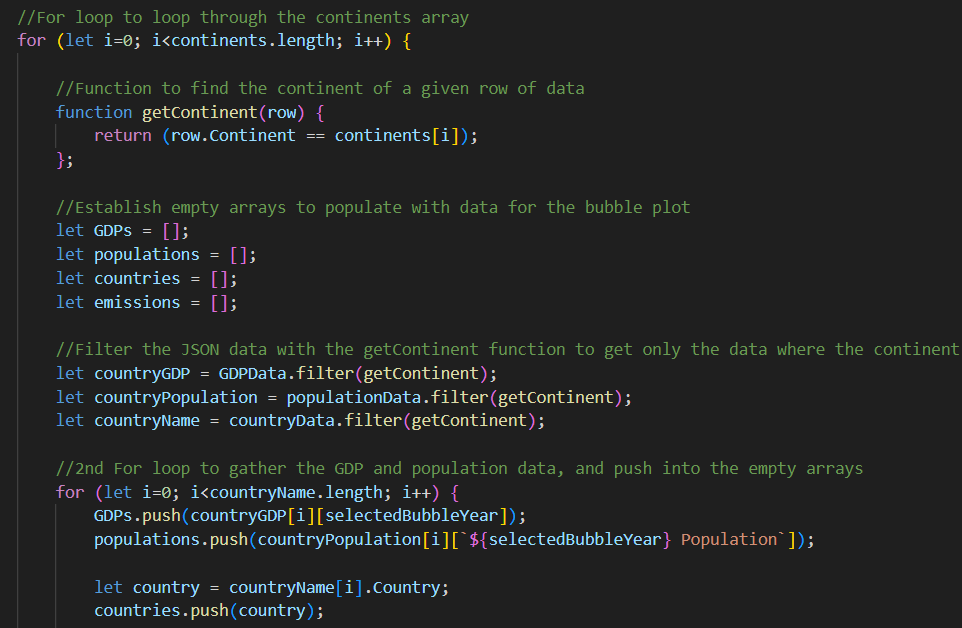 //For loop to loop through the continents array
for (let i=0; i<continents.length; i++) {
//Function to find the continent of a given row of data
function getContinent(row) {
return (row.Continent == continents[i]);
};
//Establish empty arrays to populate with data for the bubble plot
let GDPs = [];
let populations = [];
let countries = [];
let emissions = [];
//Filter the JSON data with the getContinent function to get only the data where the continent
let countryGDP = GDPData.filter(getContinent);
let countryPopulation = populationData.filter(getContinent);
let countryName = countryData.filter(getContinent);
//2nd For loop to gather the GDP and population data, and push into the empty arrays
for (let i=0; i<countryName.length; i++) {
GDPs.push(countryGDP[i][selectedBubbleYear]);
populations.push(countryPopulation[i][`${selectedBubbleYear} Population`]);
let country = countryName[i].Country;
countries.push(country);